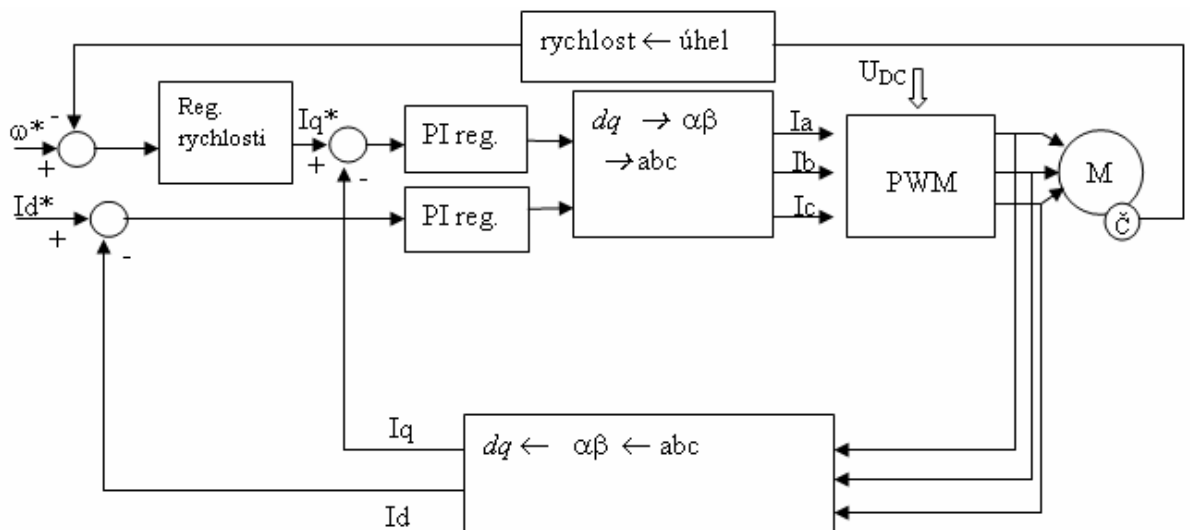 rychlost ← úhel
U_DC
-
ω*
+
Reg.
rychlosti
Iq*
+
-
PI reg.
dq → αβ
→ abc
Ia
Ib
Ic
PWM
M
Č
Id*
+
-
PI reg.
Iq
dq ← αβ ← abc
Id